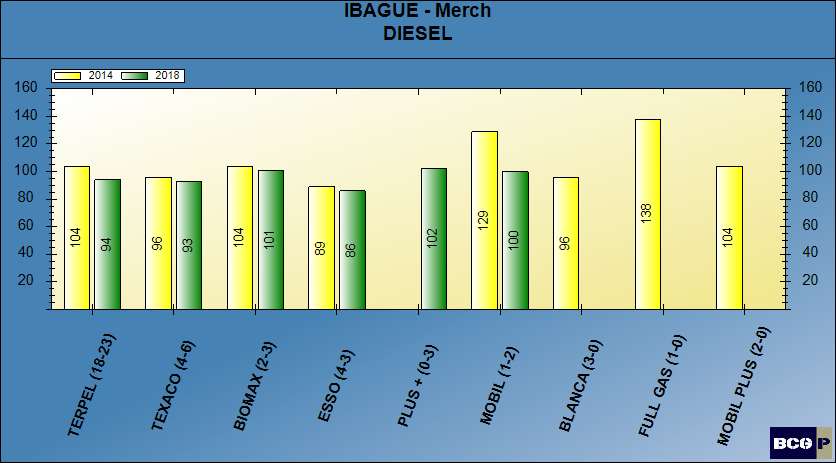 IBAGUE - Merch
DIESEL
2014 2018
160 160
140 140
120 120
100 100
80 80
60 60
40 40
20 20
104 94 96 93 104 101 89 86 102 129 100 96 138 104
TERPEL (18-23)
TEXACO (4-6)
BIOMAX (2-3)
ESSO (4-3)
PLUS + (0-3)
MOBIL (1-2)
BLANCA (3-0)
FULL GAS (1-0)
MOBIL PLUS (2-0)
BCG P